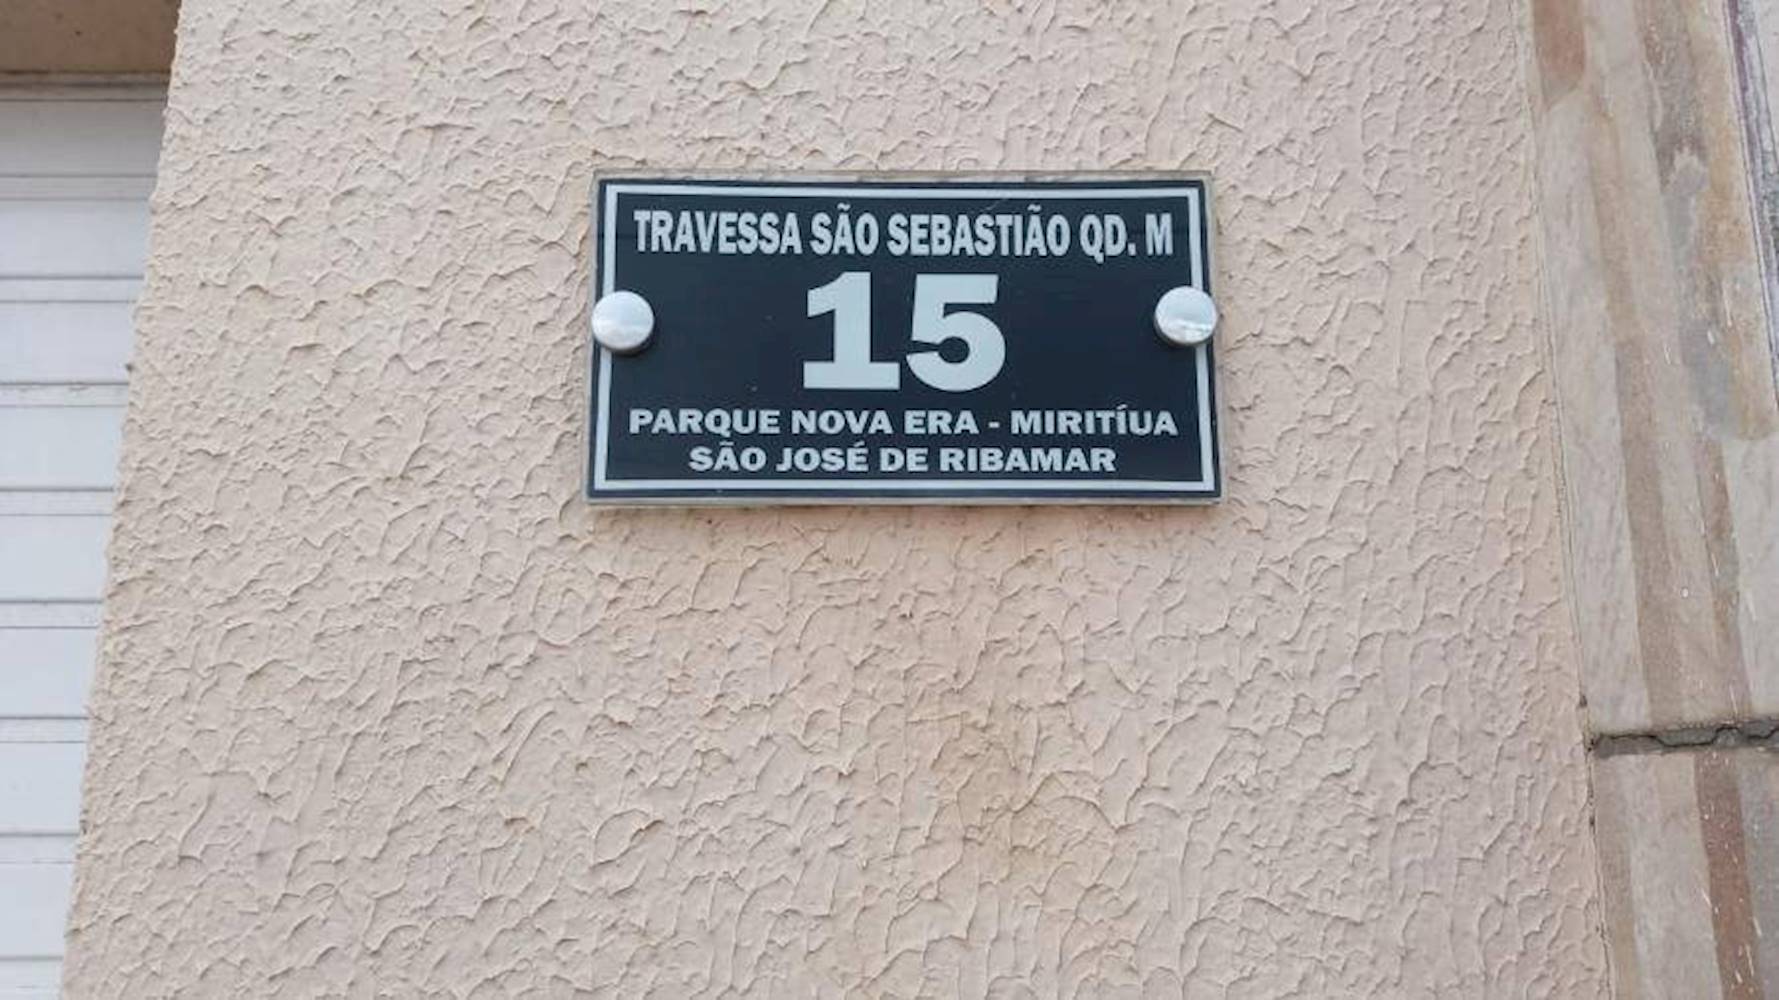 TRAVESSA SÃO SEBASTIÃO QD. M
15
PARQUE NOVA ERA - MIRITÍUA
SÃO JOSÉ DE RIBAMAR